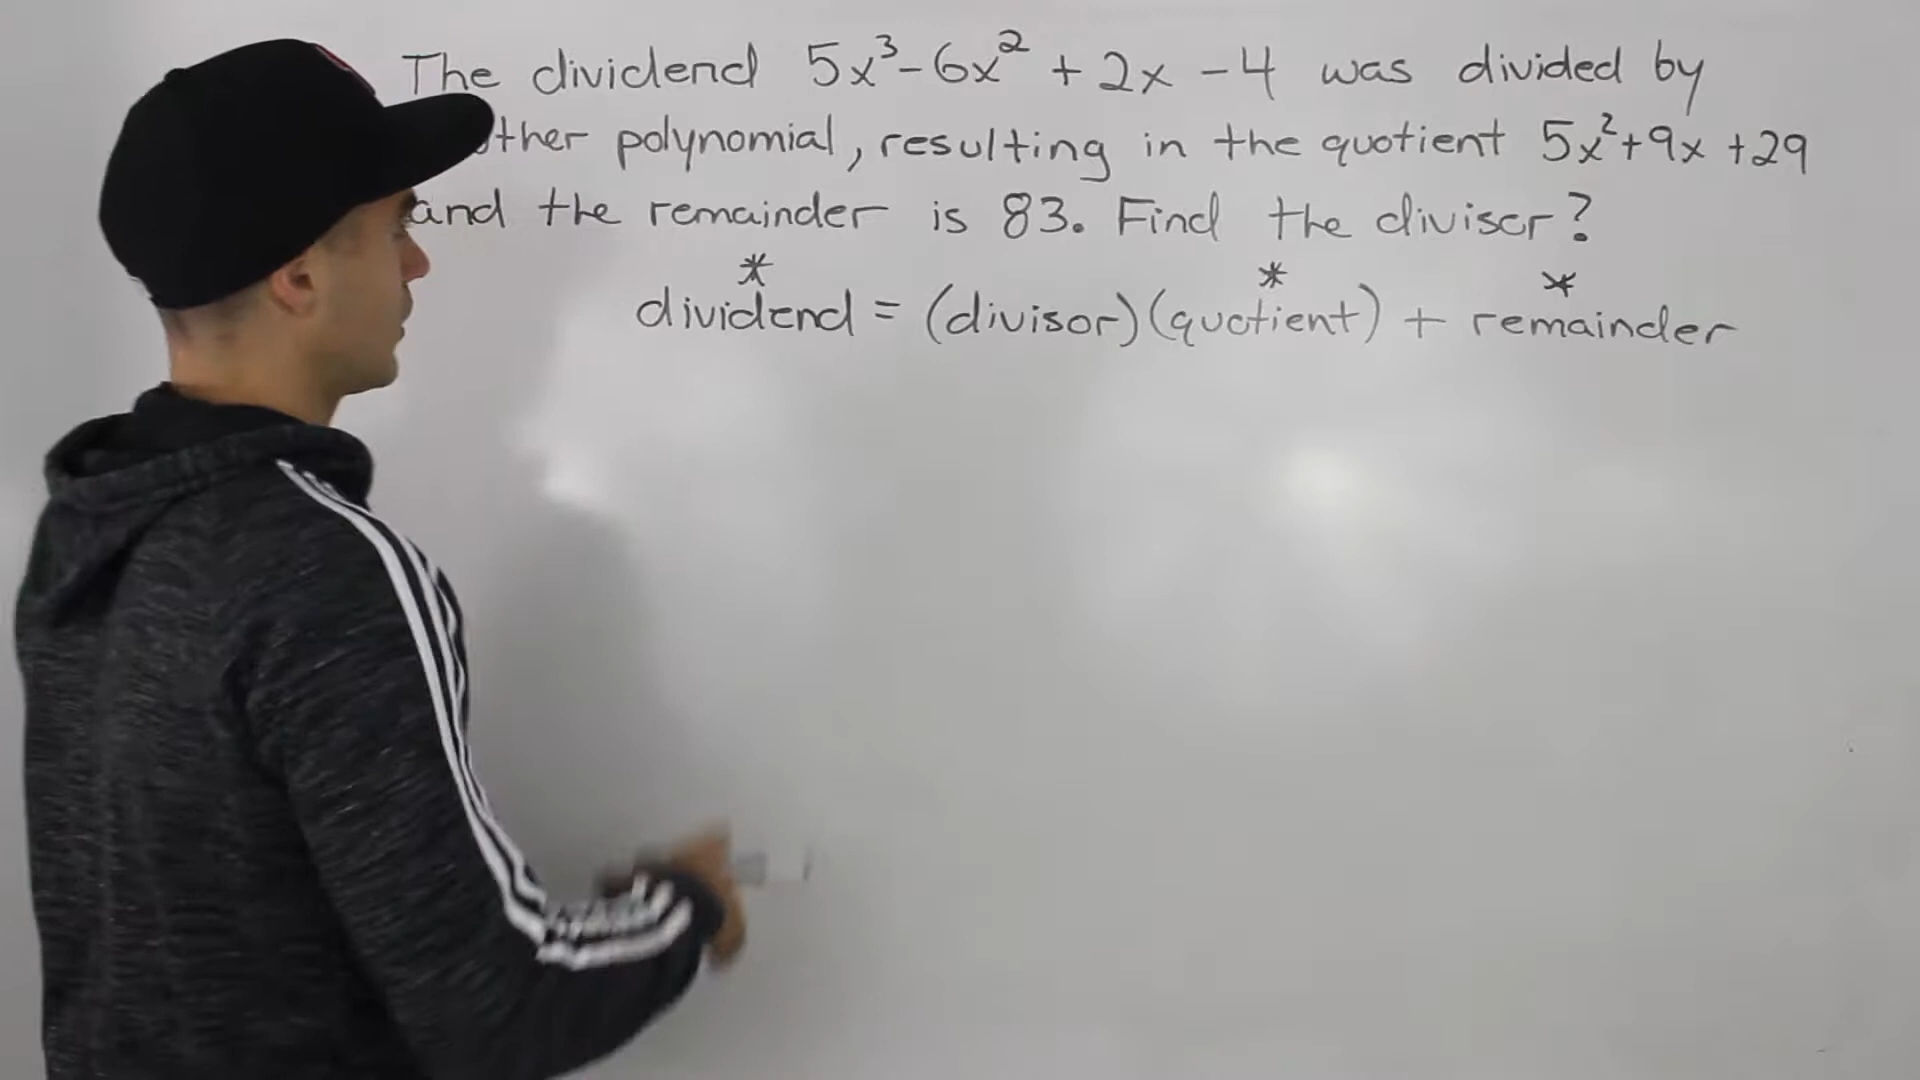 The dividend 5x³-6x² + 2x - 4 was divided by
ther polynomial, resulting in the quotient 5x²+9x +29
and the remainder is 83. Find the divisor?
* * *
dividend = (divisor)(quotient) + remainder